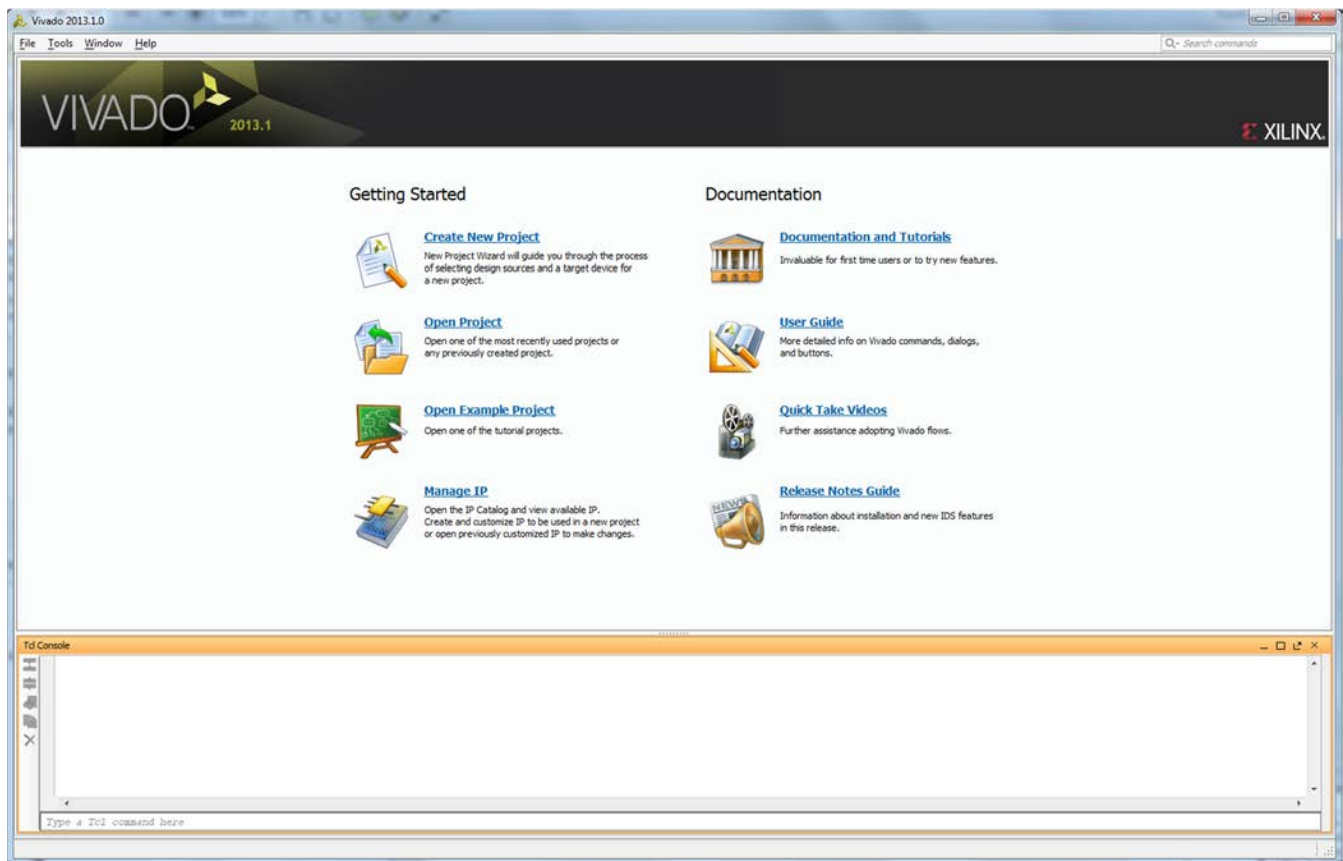 Vivado 2013.1.0
File Tools Window Help
Search commands
VIVADO 2013.1
XILINX
Getting Started
Create New Project
New Project Wizard will guide you through the process
of selecting design sources and a target device for
a new project.
Open Project
Open one of the most recently used projects or
any previously created project.
Open Example Project
Open one of the tutorial projects.
Manage IP
Open the IP Catalog and view available IP.
Create and customize IP to be used in a new project
or open previously customized IP to make changes.
Documentation
Documentation and Tutorials
Invaluable for first time users or to try new features.
User Guide
More detailed info on Vivado commands, dialogs,
and buttons.
Quick Take Videos
Further assistance adopting Vivado flows.
Release Notes Guide
Information about installation and new IDS features
in this release.
Tcl Console
Type a Tcl command here